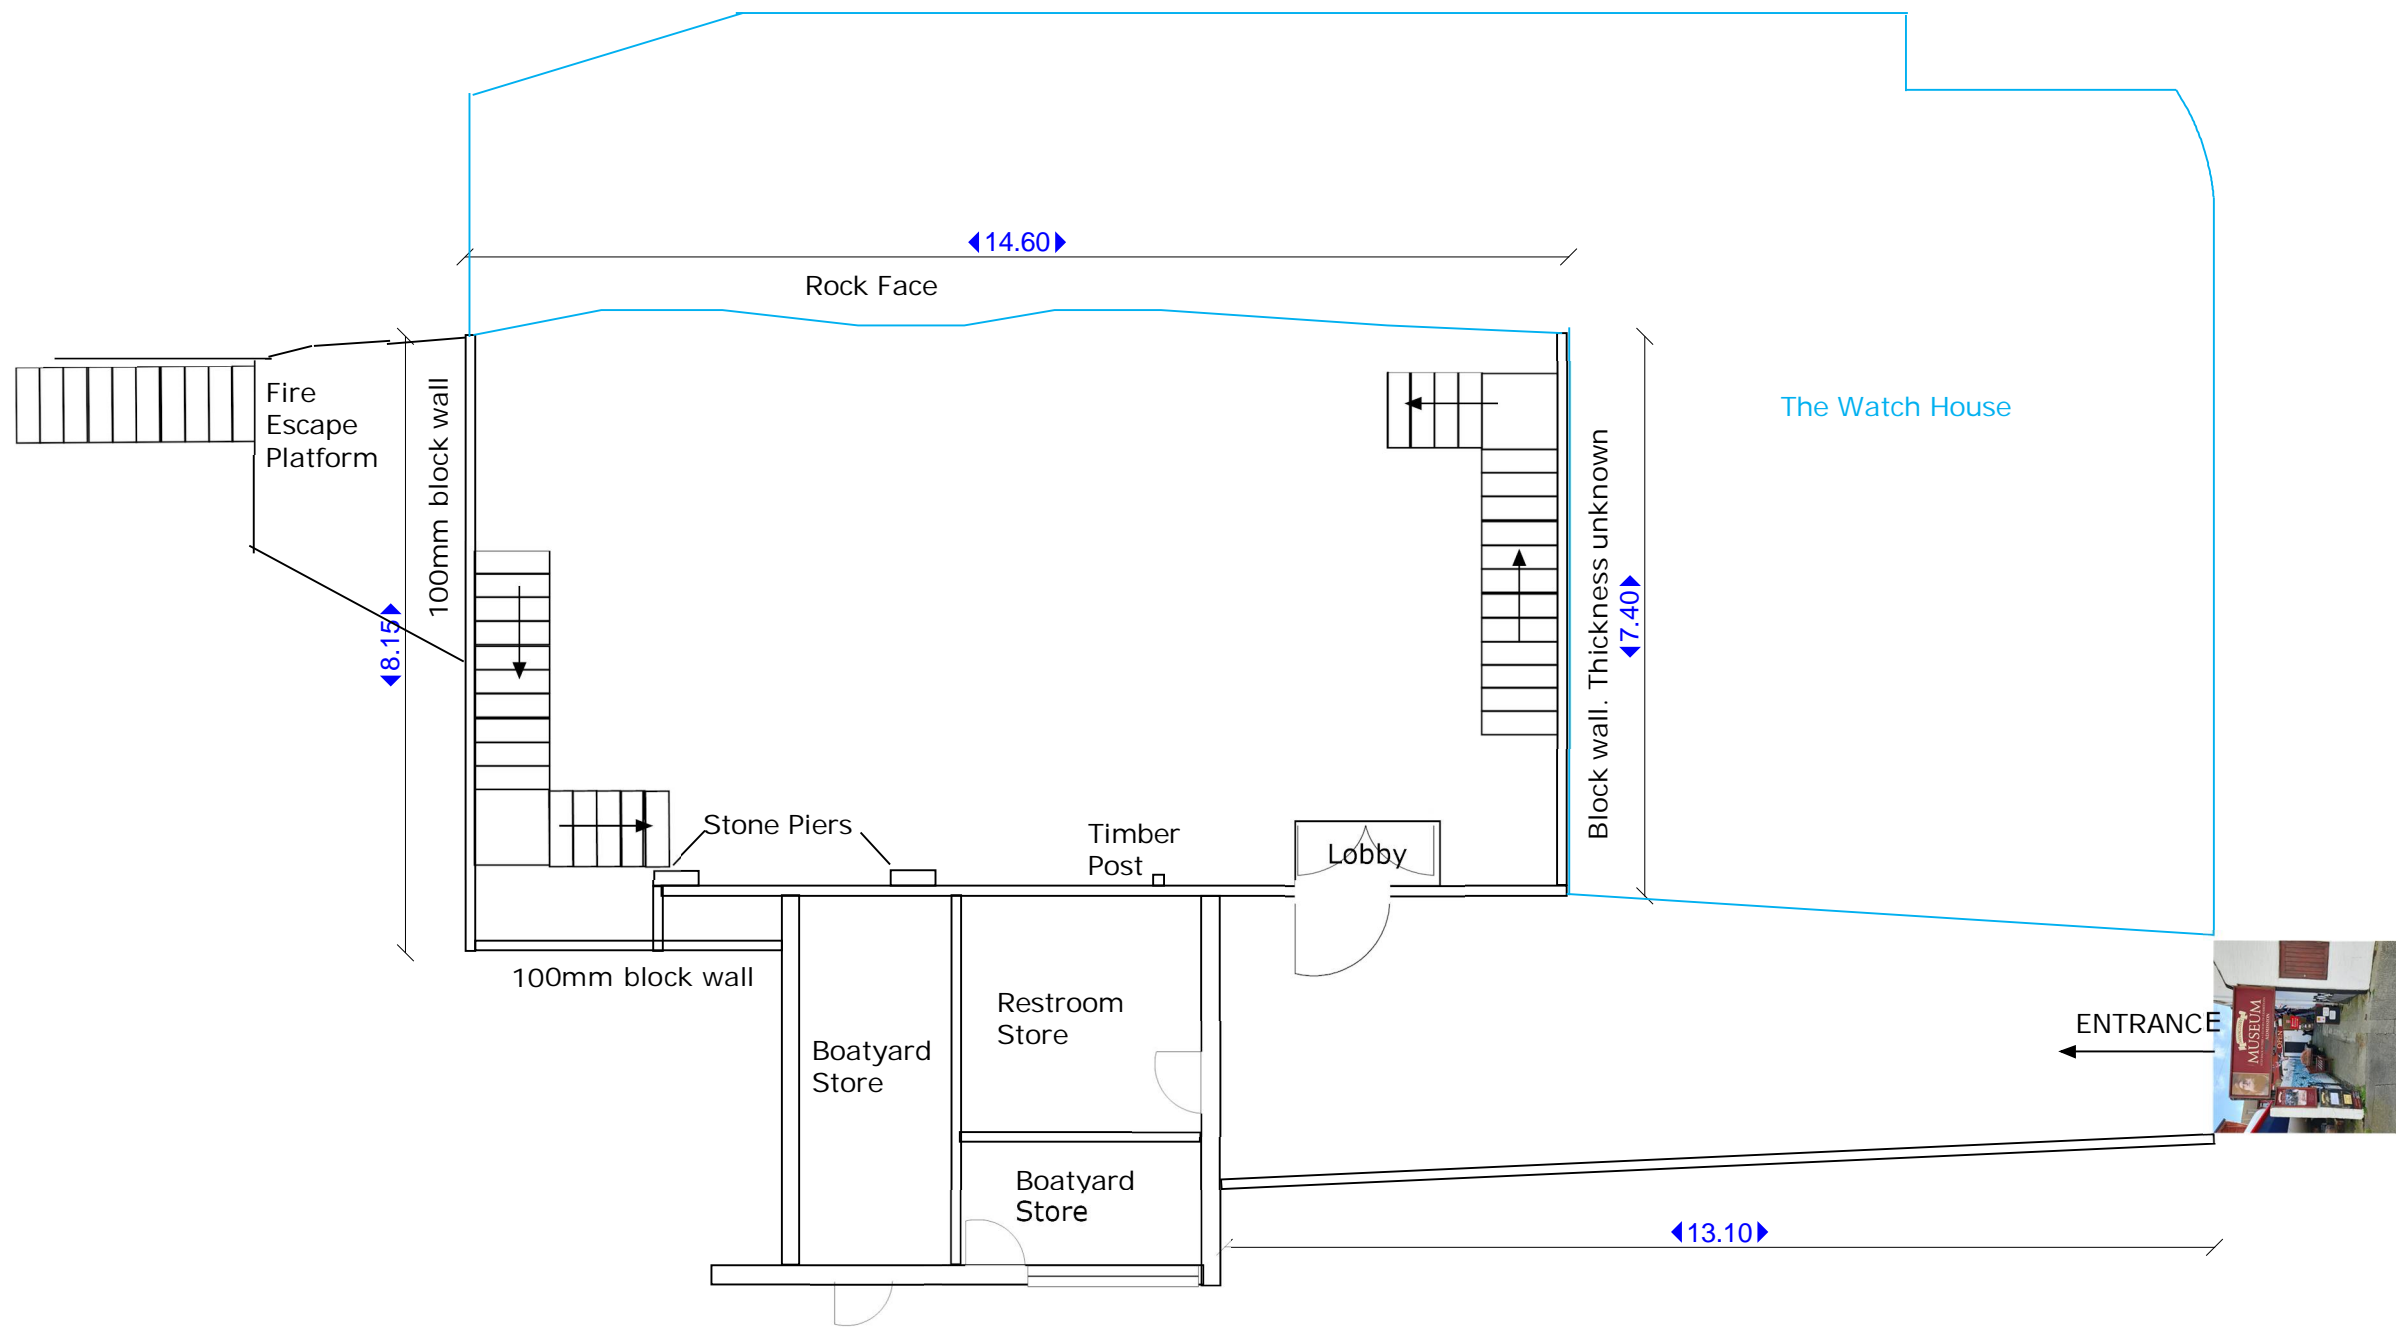 14.60
Rock Face
Fire
Escape
Platform
100mm block wall
8.15
The Watch House
Block wall. Thickness unknown
7.40
Stone Piers
Timber
Post
Lobby
100mm block wall
Restroom
Store
Boatyard
Store
Boatyard
Store
ENTRANCE
MUSEUM
OPEN
13.10